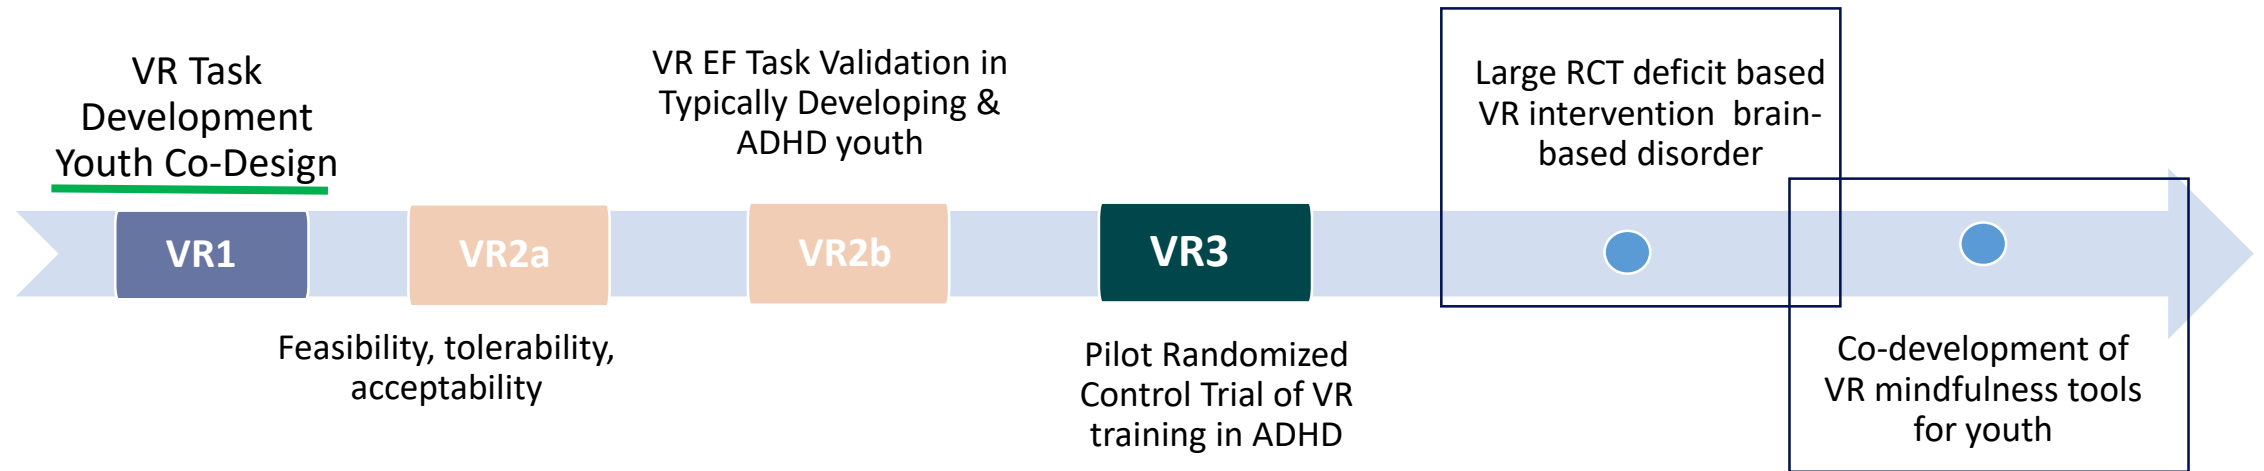 VR Task
Development
Youth Co-Design
VR1
VR2a
Feasibility, tolerability,
acceptability
VR EF Task Validation in
Typically Developing &
ADHD youth
VR2b
VR3
Pilot Randomized
Control Trial of VR
training in ADHD
Large RCT deficit based
VR intervention  brain-
based disorder
Co-development of
VR mindfulness tools
for youth